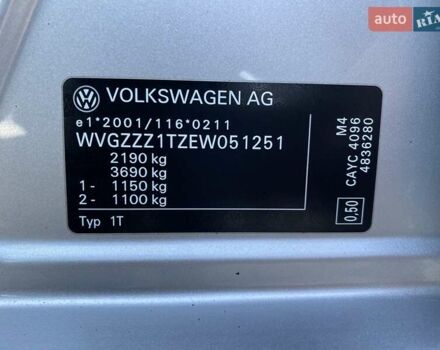 AUTO RIA
VOLKSWAGEN AG
e1*2001/116*0211
WVGZZZ1TZEW051251
2190 kg
3690 kg
1 - 1150 kg
2 - 1100 kg
Typ 1T
M4
CAYC 4096
4836280
0,50